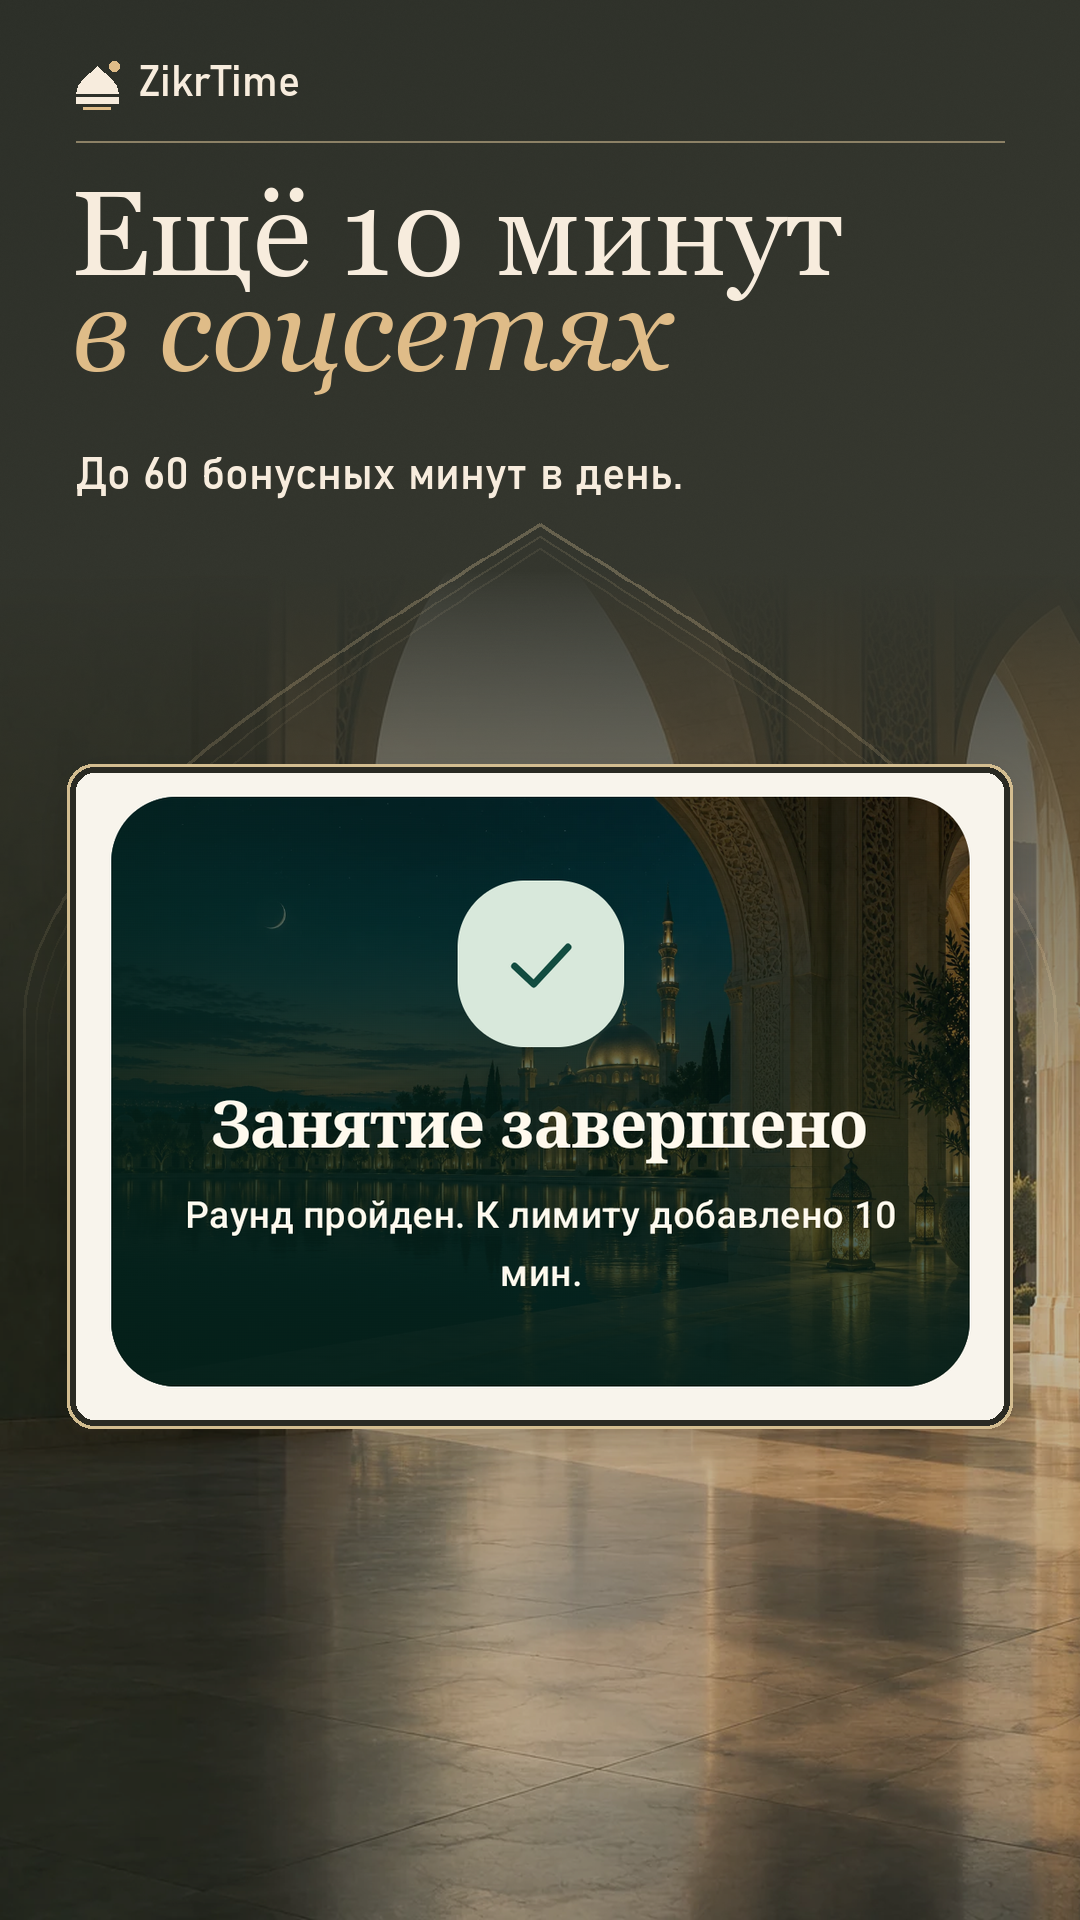 ZikrTime
Ещё 10 минут
в соцсетях
До 60 бонусных минут в день.
Занятие завершено
Раунд пройден. К лимиту добавлено 10
мин.